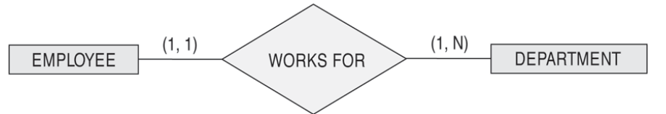 EMPLOYEE (1, 1) WORKS FOR (1, N) DEPARTMENT